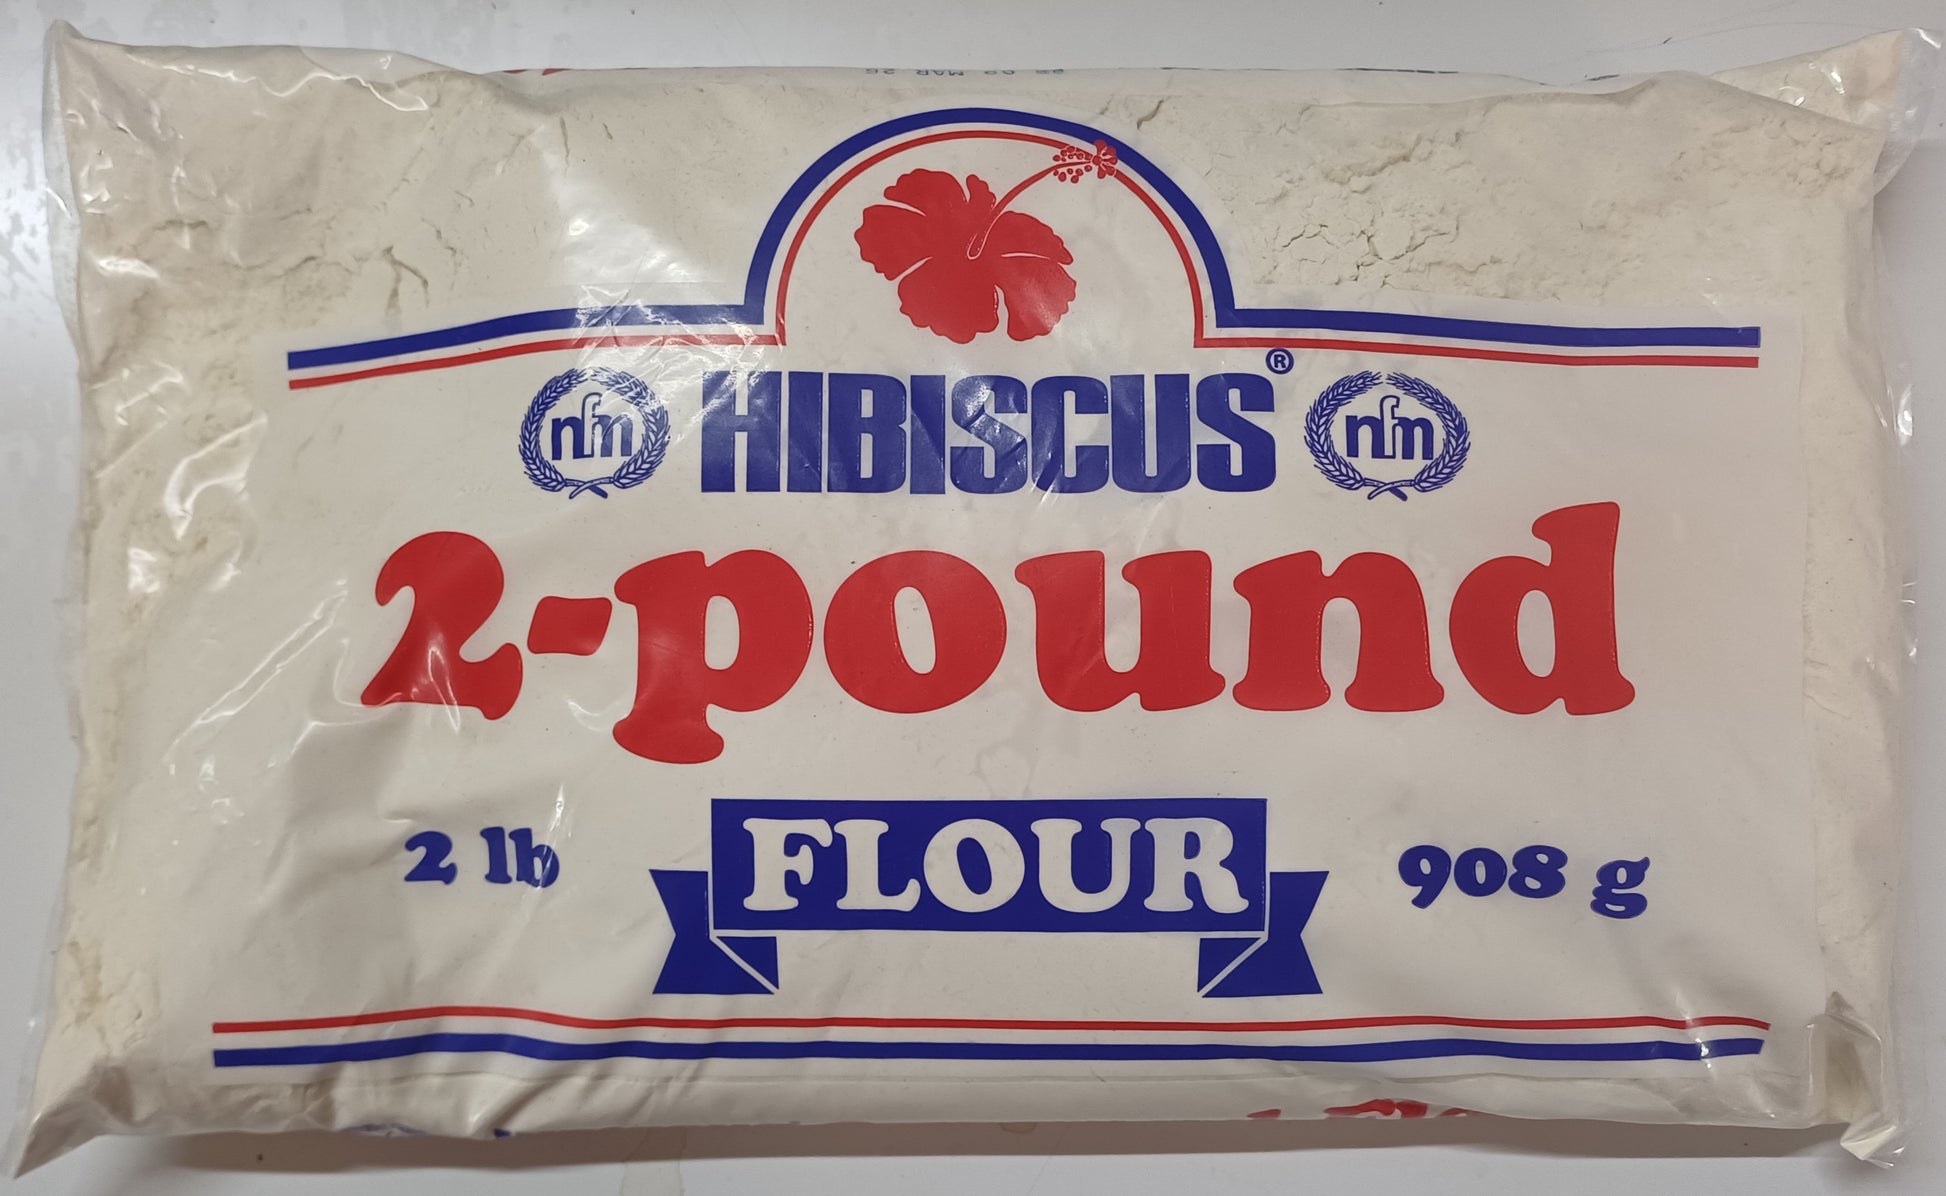 HIBISCUS®
nfm
nfm
2-pound
2 lb
FLOUR
908 g